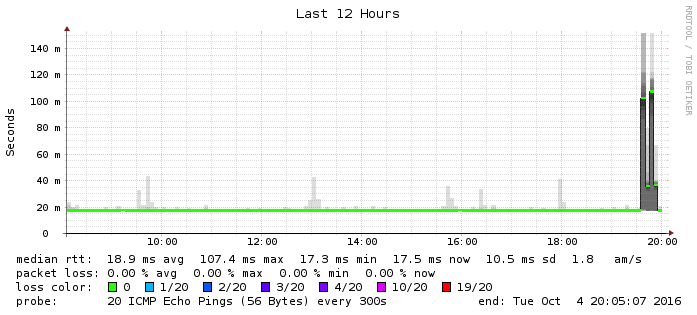 Last 12 Hours
RRDTOOL / TOBI OETIKER
Seconds
140 m
120 m
100 m
80 m
60 m
40 m
20 m
0
10:00 12:00 14:00 16:00 18:00 20:00
median rtt: 18.9 ms avg 107.4 ms max 17.3 ms min 17.5 ms now 10.5 ms sd 1.8 am/s
packet loss: 0.00 % avg 0.00 % max 0.00 % min 0.00 % now
loss color: 0 1/20 2/20 3/20 4/20 10/20 19/20
probe: 20 ICMP Echo Pings (56 Bytes) every 300s end: Tue Oct 4 20:05:07 2016